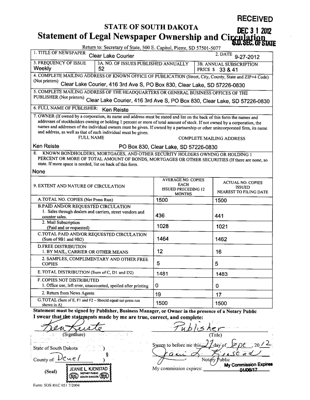 RECEIVED
DEC 31 2012
S.D. SEC. OF STATE
STATE OF SOUTH DAKOTA
Statement of Legal Newspaper Ownership and Circulation
Return to: Secretary of State, 500 E. Capitol, Pierre, SD 57501-5077
1. TITLE OF NEWSPAPER Clear Lake Courier
2. DATE 9-27-2012
3. FREQUENCY OF ISSUE Weekly
3A. NO. OF ISSUES PUBLISHED ANNUALLY 52
3B. ANNUAL SUBSCRIPTION PRICE $ 33 & 41
4. COMPLETE MAILING ADDRESS OF KNOWN OFFICE OF PUBLICATION (Street, City, County, State and ZIP+4 Code)
(Not printers) Clear Lake Courier, 416 3rd Ave S, PO Box 830, Clear Lake, SD 57226-0830
5. COMPLETE MAILING ADDRESS OF THE HEADQUARTERS OR GENERAL BUSINESS OFFICES OF THE
PUBLISHER (Not printers) Clear Lake Courier, 416 3rd Ave S, PO Box 830, Clear Lake, SD 57226-0830
6. FULL NAME OF PUBLISHER: Ken Reiste
7. OWNER (If owned by a corporation, its name and address must be stated and list on the back of this form the names and
addresses of stockholders owning or holding 1 percent or more of total amount of stock. If not owned by a corporation, the
names and addresses of the individual owners must be given. If owned by a partnership or other unincorporated firm, its name
and address, as well as that of each individual must be given).
FULL NAME COMPLETE MAILING ADDRESS
Ken Reiste PO Box 830, Clear Lake, SD 57226-0830
8. KNOWN BONDHOLDERS, MORTGAGES, AND OTHER SECURITY HOLDERS OWNING OR HOLDING 1
PERCENT OR MORE OF TOTAL AMOUNT OF BONDS, MORTGAGES OR OTHER SECURITIES (If there are none, so
state. If more space is needed, list on back of this form.
None
9. EXTENT AND NATURE OF CIRCULATION
AVERAGE NO. COPIES EACH ISSUED PRECEDING 12 MONTHS
ACTUAL NO. COPIES ISSUED NEAREST TO FILING DATE
A. TOTAL NO. COPIES (Net Press Run) 1500 1500
B. PAID AND/OR REQUESTED CIRCULATION
1. Sales through dealers and carriers, street vendors and
counter sales. 436 441
2. Mail Subscription
(Paid and or requested) 1028 1021
C. TOTAL PAID AND/OR REQUESTED CIRCULATION
(Sum of 9B1 and 9B2) 1464 1462
D. FREE DISTRIBUTION
1. BY MAIL, CARRIER OR OTHER MEANS 12 16
2. SAMPLES, COMPLIMENTARY AND OTHER FREE
COPIES 5 5
E. TOTAL DISTRIBUTION (Sum of C, D1 and D2) 1481 1483
F. COPIES NOT DISTRIBUTED
1. Office use, left over, unaccounted, spoiled after printing 0 0
2. Return from News Agents 19 17
G. TOTAL (Sum of E, F1 and F2 – Should equal net press run
shown in A) 1500 1500
Statement must be signed by Publisher, Business Manager, or Owner in the presence of a Notary Public
I swear that the statements made by me are true, correct, and complete:
Ken Reiste Publisher
(Signature) (Title)
State of South Dakota )
County of Deuel ) §
Sworn to before me this 27 day of Sept, 2012
Notary Public
My Commission Expires
My commission expires:
(Seal)
NOTARY PUBLIC
SOUTH DAKOTA